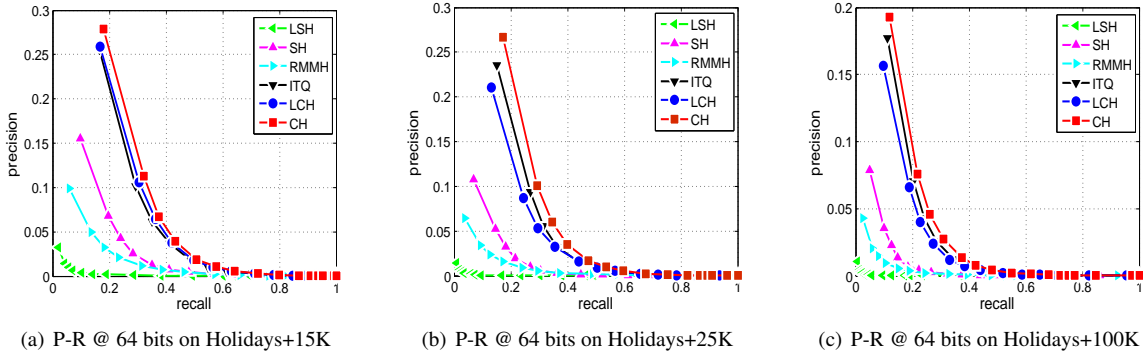 0.3
0.25
0.2
0.15
0.1
0.05
0
precision
0 0.2 0.4 0.6 0.8 1
recall
LSH
SH
RMMH
ITQ
LCH
CH
(a) P-R @ 64 bits on Holidays+15K
0.3
0.25
0.2
0.15
0.1
0.05
0
precision
0 0.2 0.4 0.6 0.8 1
recall
LSH
SH
RMMH
ITQ
LCH
CH
(b) P-R @ 64 bits on Holidays+25K
0.2
0.15
0.1
0.05
0
precision
0 0.2 0.4 0.6 0.8 1
recall
LSH
SH
RMMH
ITQ
LCH
CH
(c) P-R @ 64 bits on Holidays+100K